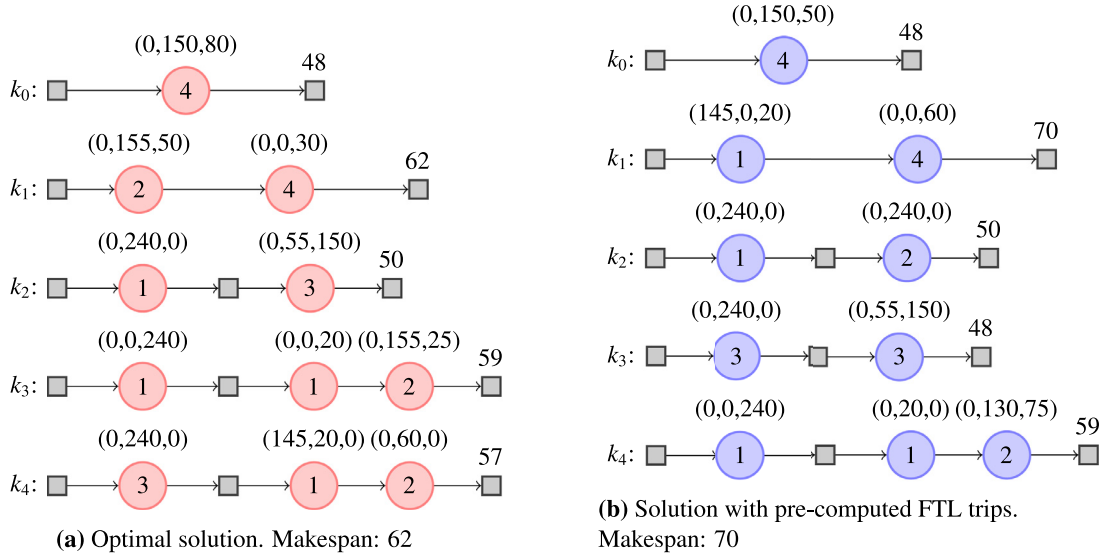 (0,150,80)
48
k0: 4
(0,155,50) (0,0,30)
62
k1: 2 4
(0,240,0) (0,55,150)
50
k2: 1 3
(0,0,240) (0,0,20) (0,155,25)
59
k3: 1 1 2
(0,240,0) (145,20,0) (0,60,0)
57
k4: 3 1 2
(a) Optimal solution. Makespan: 62
(0,150,50)
48
k0: 4
(145,0,20) (0,0,60)
70
k1: 1 4
(0,240,0) (0,240,0)
50
k2: 1 2
(0,240,0) (0,55,150)
48
k3: 3 3
(0,0,240) (0,20,0) (0,130,75)
59
k4: 1 1 2
(b) Solution with pre-computed FTL trips.
Makespan: 70